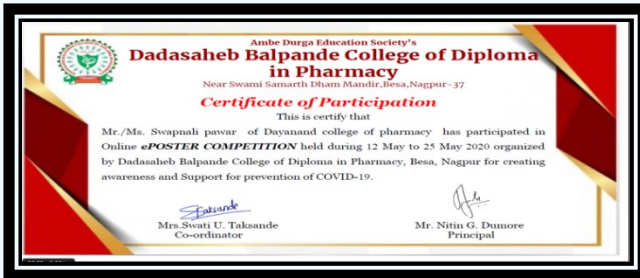 Ambe Durga Education Society's
Dadasaheb Balpande College of Diploma
in Pharmacy
Near Swami Samarth Dham Mandir,Besa,Nagpur-37
Certificate of Participation
This is certify that
Mr./Ms. Swapnali pawar of Dayanand college of pharmacy has participated in
Online ePOSTER COMPETITION held during 12 May to 25 May 2020 organized
by Dadasaheb Balpande College of Diploma in Pharmacy, Besa, Nagpur for creating
awareness and Support for prevention of COVID-19.
Mrs.Swati U. Taksande
Co-ordinator
Mr. Nitin G. Dumore
Principal